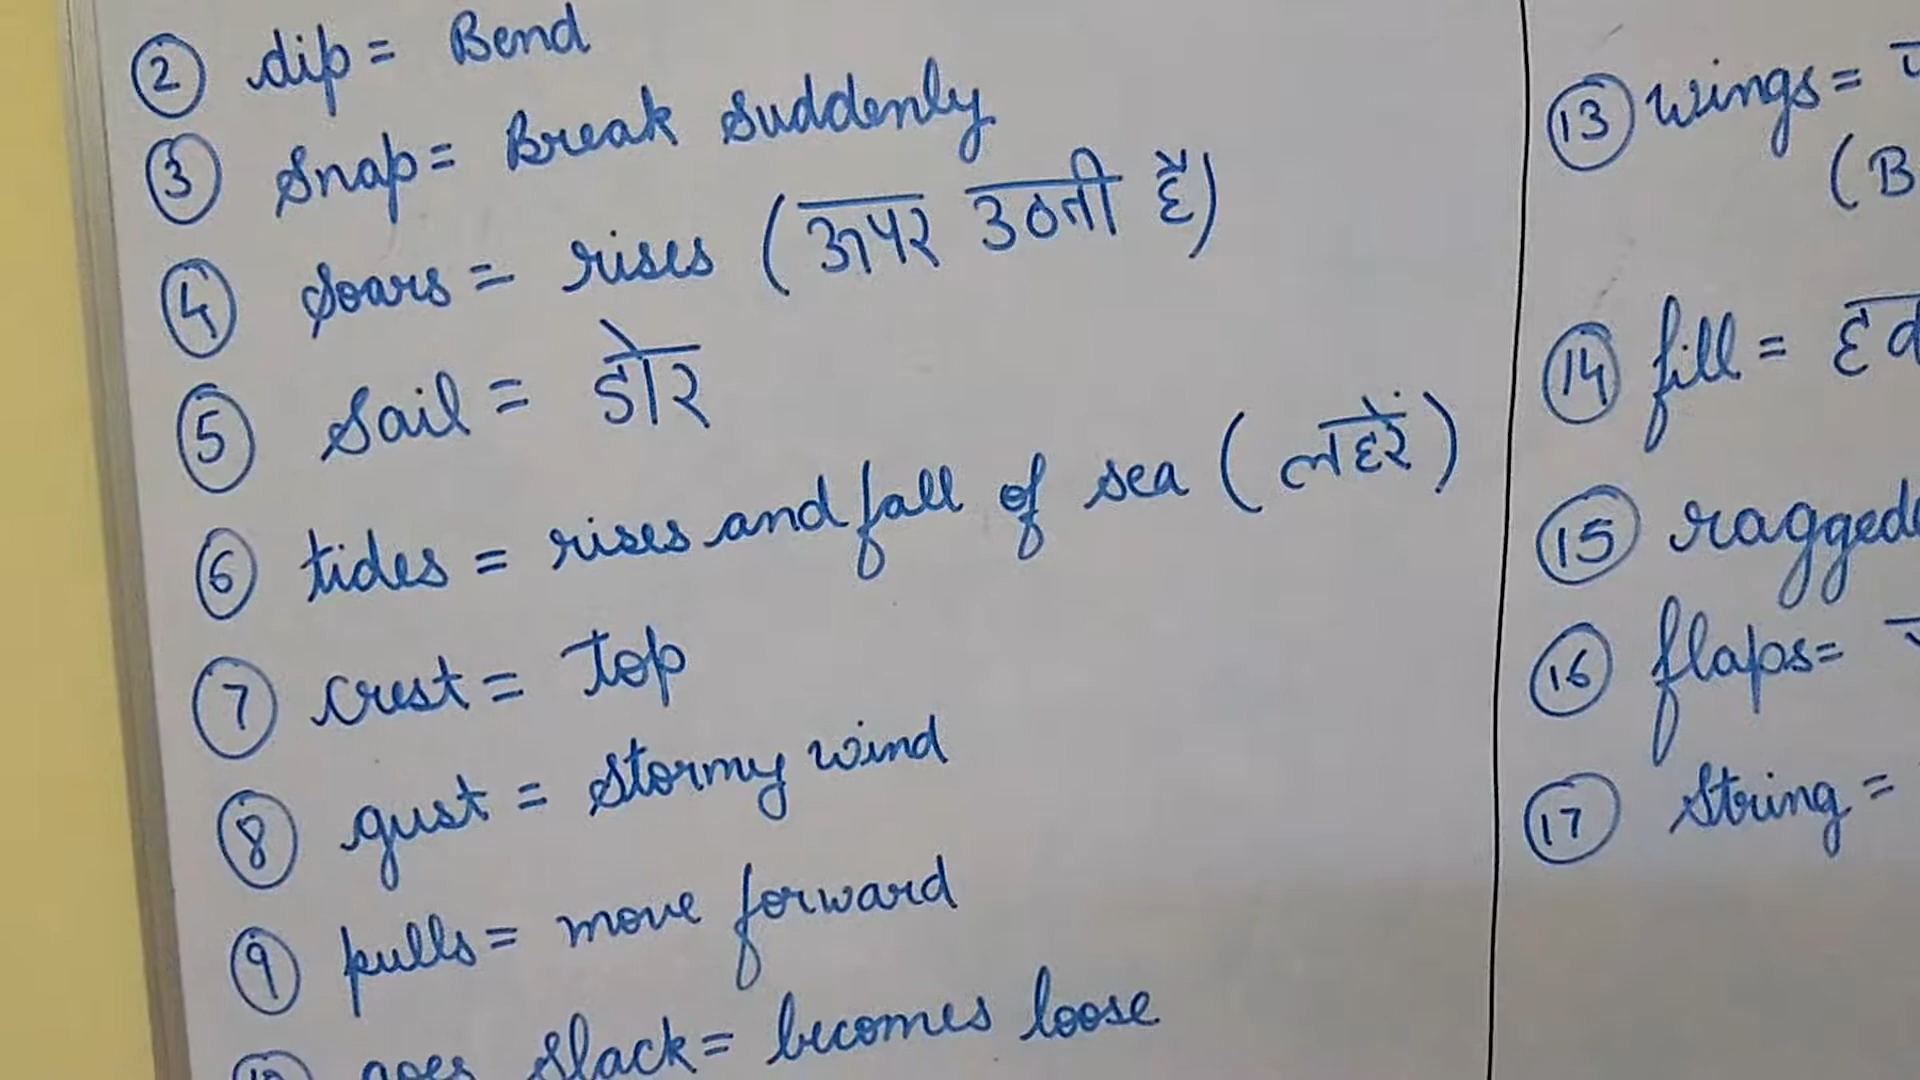 ② dip = Bend
③ snap = Break suddenly
④ soars = rises (ऊपर उठती है)
⑤ sail = डोर
⑥ tides = rises and fall of sea (लहरें)
⑦ crest = Top
⑧ gust = stormy wind
⑨ pulls = move forward
⑩ goes slack = becomes loose
⑬ wings =
(B
⑭ fill =
⑮ ragged
⑯ flaps =
⑰ string =